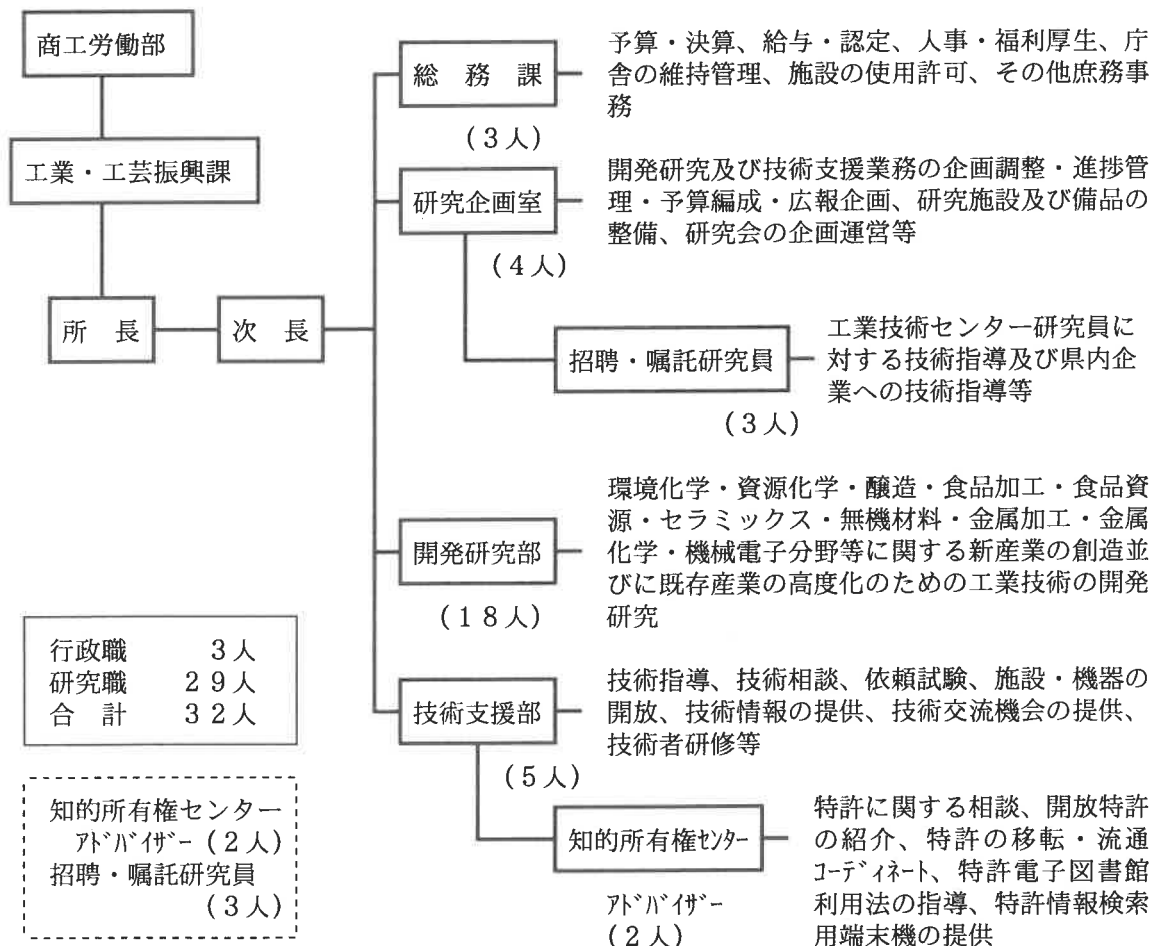 商工労働部
工業・工芸振興課
所　長
次　長
総　務　課
(3人)
予算・決算、給与・認定、人事・福利厚生、庁
舎の維持管理、施設の使用許可、その他庶務事
務
研究企画室
(4人)
開発研究及び技術支援業務の企画調整・進捗管
理・予算編成・広報企画、研究施設及び備品の
整備、研究会の企画運営等
招聘・嘱託研究員
(3人)
工業技術センター研究員に
対する技術指導及び県内企
業への技術指導等
開発研究部
(18人)
環境化学・資源化学・醸造・食品加工・食品資
源・セラミックス・無機材料・金属加工・金属
化学・機械電子分野等に関する新産業の創造並
びに既存産業の高度化のための工業技術の開発
研究
技術支援部
(5人)
技術指導、技術相談、依頼試験、施設・機器の
開放、技術情報の提供、技術交流機会の提供、
技術者研修等
知的所有権ｾﾝﾀｰ
ｱﾄﾞﾊﾞｲｻﾞｰ
(2人)
特許に関する相談、開放特許
の紹介、特許の移転・流通
ｺｰﾃﾞｨﾈｰﾄ、特許電子図書館
利用法の指導、特許情報検索
用端末機の提供
行政職　3人
研究職　29人
合　計　32人
知的所有権センター
ｱﾄﾞﾊﾞｲｻﾞｰ (2人)
招聘・嘱託研究員
(3人)